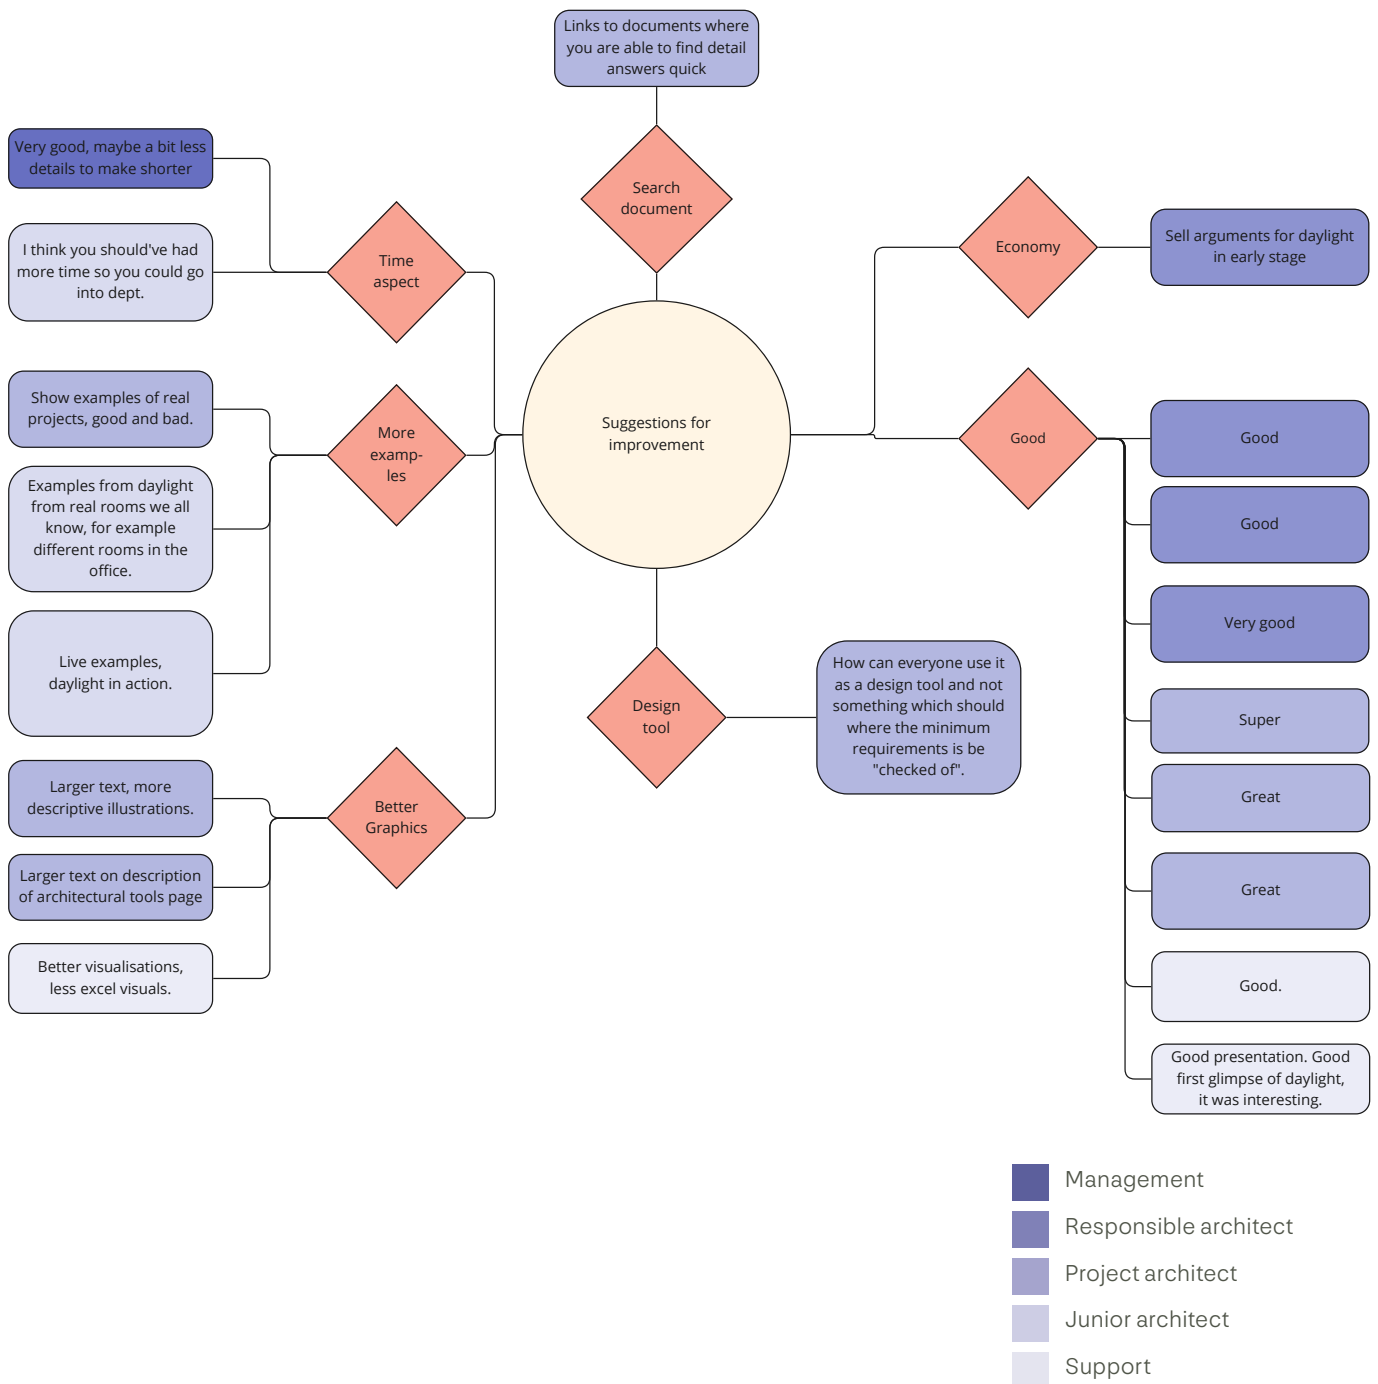 Links to documents where
you are able to find detail
answers quick
Search
document
Very good, maybe a bit less
details to make shorter
I think you should've had
more time so you could go
into dept.
Time
aspect
Economy
Sell arguments for daylight
in early stage
Show examples of real
projects, good and bad.
Examples from daylight
from real rooms we all
know, for example
different rooms in the
office.
Live examples,
daylight in action.
More
examp-
les
Suggestions for
improvement
Good
Good
Good
Very good
Super
Great
Great
Good.
Good presentation. Good
first glimpse of daylight,
it was interesting.
Design
tool
How can everyone use it
as a design tool and not
something which should
where the minimum
requirements is be
"checked of".
Larger text, more
descriptive illustrations.
Larger text on description
of architectural tools page
Better visualisations,
less excel visuals.
Better
Graphics
Management
Responsible architect
Project architect
Junior architect
Support